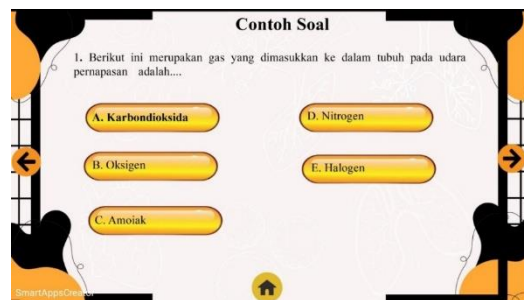 Contoh Soal
1. Berikut ini merupakan gas yang dimasukkan ke dalam tubuh pada udara
pernapasan adalah....
A. Karbondioksida
D. Nitrogen
B. Oksigen
E. Halogen
C. Amoiak
SmartAppsCreator